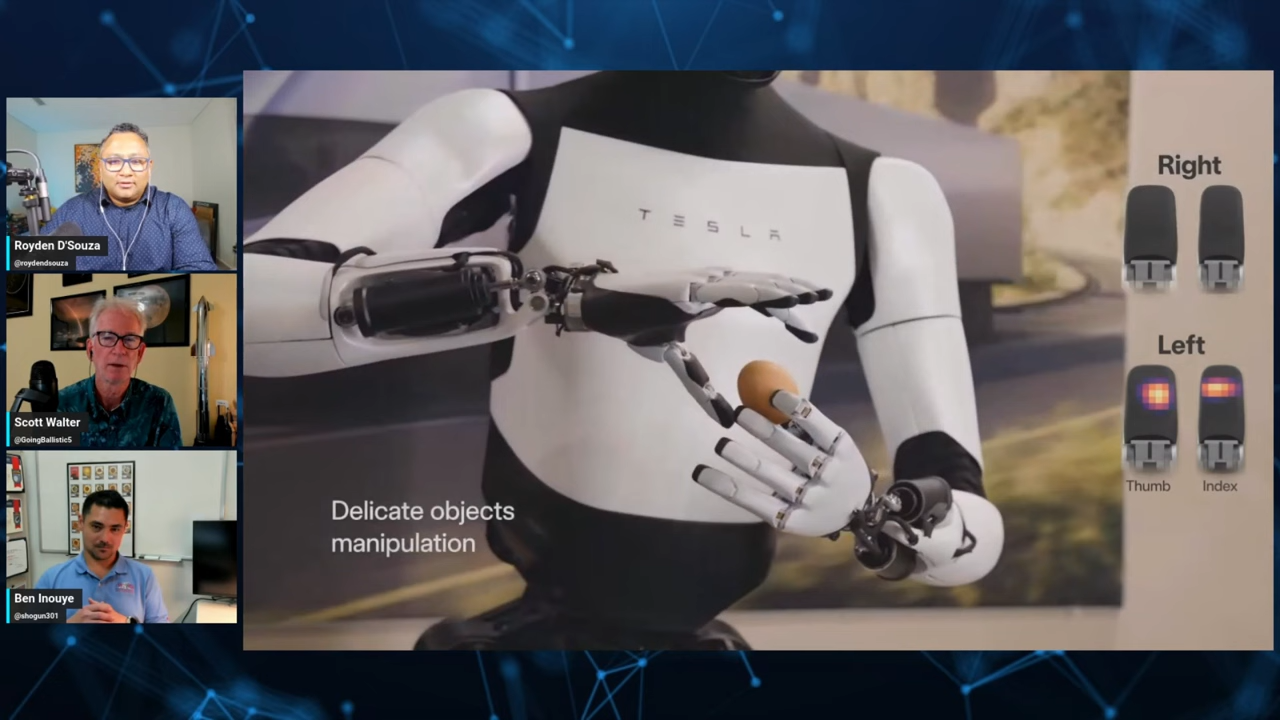 Royden D'Souza
@roydendsouza
Scott Walter
@GoingBallistic5
Ben Inouye
@shogun301
TESLA
Delicate objects
manipulation
Right
Left
Thumb Index